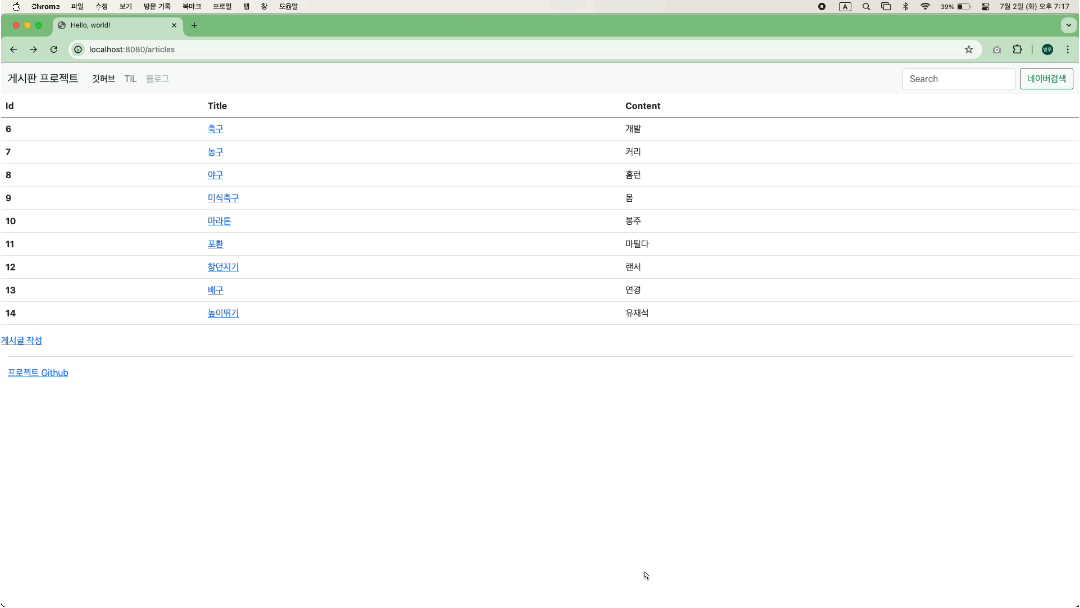 Chrome 파일 수정 보기 방문 기록 북마크 프로필 탭 창 도움말 A 39% 7월 2일 (화) 오후 7:17
Hello, world!
localhost:8080/articles
게시판 프로젝트 깃허브 TIL 블로그 Search 네이버검색
Id Title Content
6 축구 개발
7 농구 커리
8 야구 홈런
9 미식축구 몸
10 마라톤 봉주
11 포환 마틸다
12 창던지기 랜서
13 배구 연경
14 높이뛰기 유재석
게시글 작성
프로젝트 Github